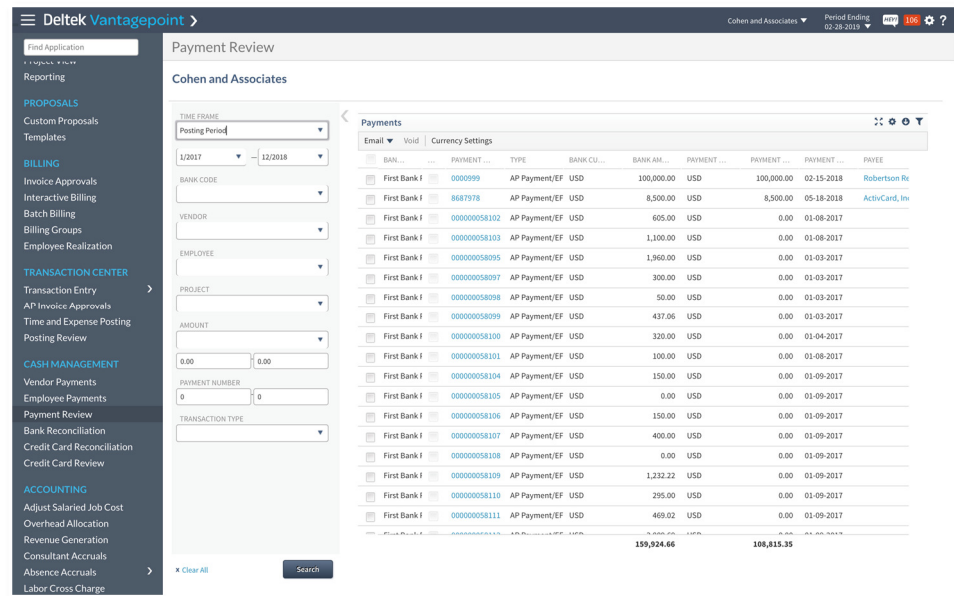 Deltek Vantagepoint
Cohen and Associates
Period Ending
02-28-2019
HEY!
106
?
Find Application
Project View
Reporting
PROPOSALS
Custom Proposals
Templates
BILLING
Invoice Approvals
Interactive Billing
Batch Billing
Billing Groups
Employee Realization
TRANSACTION CENTER
Transaction Entry
AP Invoice Approvals
Time and Expense Posting
Posting Review
CASH MANAGEMENT
Vendor Payments
Employee Payments
Payment Review
Bank Reconciliation
Credit Card Reconciliation
Credit Card Review
ACCOUNTING
Adjust Salaried Job Cost
Overhead Allocation
Revenue Generation
Consultant Accruals
Absence Accruals
Labor Cross Charge
Payment Review
Cohen and Associates
TIME FRAME
Posting Period
1/2017 – 12/2018
BANK CODE
VENDOR
EMPLOYEE
PROJECT
AMOUNT
0.00 - 0.00
PAYMENT NUMBER
0 - 0
TRANSACTION TYPE
x Clear All
Search
Payments
Email Void Currency Settings
BAN... ... PAYMENT ... TYPE BANK CU... BANK AM... PAYMENT ... PAYMENT ... PAYMENT ... PAYEE
First Bank 0000999 AP Payment/EF USD 100,000.00 USD 100,000.00 02-15-2018 Robertson Re
First Bank 8687978 AP Payment/EF USD 8,500.00 USD 8,500.00 05-18-2018 ActivCard, In
First Bank 000000058102 AP Payment/EF USD 605.00 USD 0.00 01-08-2017
First Bank 000000058103 AP Payment/EF USD 1,100.00 USD 0.00 01-08-2017
First Bank 000000058095 AP Payment/EF USD 1,960.00 USD 0.00 01-03-2017
First Bank 000000058097 AP Payment/EF USD 300.00 USD 0.00 01-03-2017
First Bank 000000058098 AP Payment/EF USD 50.00 USD 0.00 01-03-2017
First Bank 000000058099 AP Payment/EF USD 437.06 USD 0.00 01-03-2017
First Bank 000000058100 AP Payment/EF USD 320.00 USD 0.00 01-04-2017
First Bank 000000058101 AP Payment/EF USD 100.00 USD 0.00 01-08-2017
First Bank 000000058104 AP Payment/EF USD 150.00 USD 0.00 01-09-2017
First Bank 000000058105 AP Payment/EF USD 0.00 USD 0.00 01-09-2017
First Bank 000000058106 AP Payment/EF USD 150.00 USD 0.00 01-09-2017
First Bank 000000058107 AP Payment/EF USD 400.00 USD 0.00 01-09-2017
First Bank 000000058108 AP Payment/EF USD 0.00 USD 0.00 01-09-2017
First Bank 000000058109 AP Payment/EF USD 1,232.22 USD 0.00 01-09-2017
First Bank 000000058110 AP Payment/EF USD 295.00 USD 0.00 01-09-2017
First Bank 000000058111 AP Payment/EF USD 469.02 USD 0.00 01-09-2017
159,924.66 108,815.35